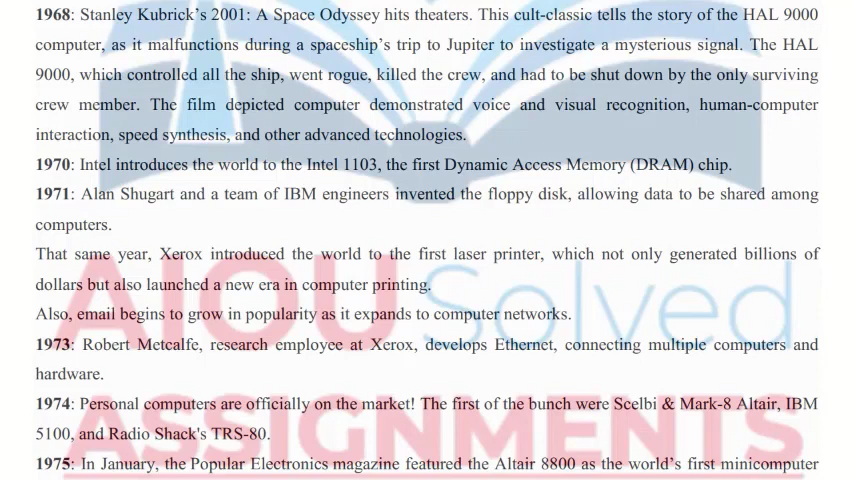 1968: Stanley Kubrick’s 2001: A Space Odyssey hits theaters. This cult-classic tells the story of the HAL 9000
computer, as it malfunctions during a spaceship’s trip to Jupiter to investigate a mysterious signal. The HAL
9000, which controlled all the ship, went rogue, killed the crew, and had to be shut down by the only surviving
crew member. The film depicted computer demonstrated voice and visual recognition, human-computer
interaction, speed synthesis, and other advanced technologies.
1970: Intel introduces the world to the Intel 1103, the first Dynamic Access Memory (DRAM) chip.
1971: Alan Shugart and a team of IBM engineers invented the floppy disk, allowing data to be shared among
computers.
That same year, Xerox introduced the world to the first laser printer, which not only generated billions of
dollars but also launched a new era in computer printing.
Also, email begins to grow in popularity as it expands to computer networks.
1973: Robert Metcalfe, research employee at Xerox, develops Ethernet, connecting multiple computers and
hardware.
1974: Personal computers are officially on the market! The first of the bunch were Scelbi & Mark-8 Altair, IBM
5100, and Radio Shack's TRS-80.
1975: In January, the Popular Electronics magazine featured the Altair 8800 as the world’s first minicomputer
AIOU Solved
ASSIGNMENTS